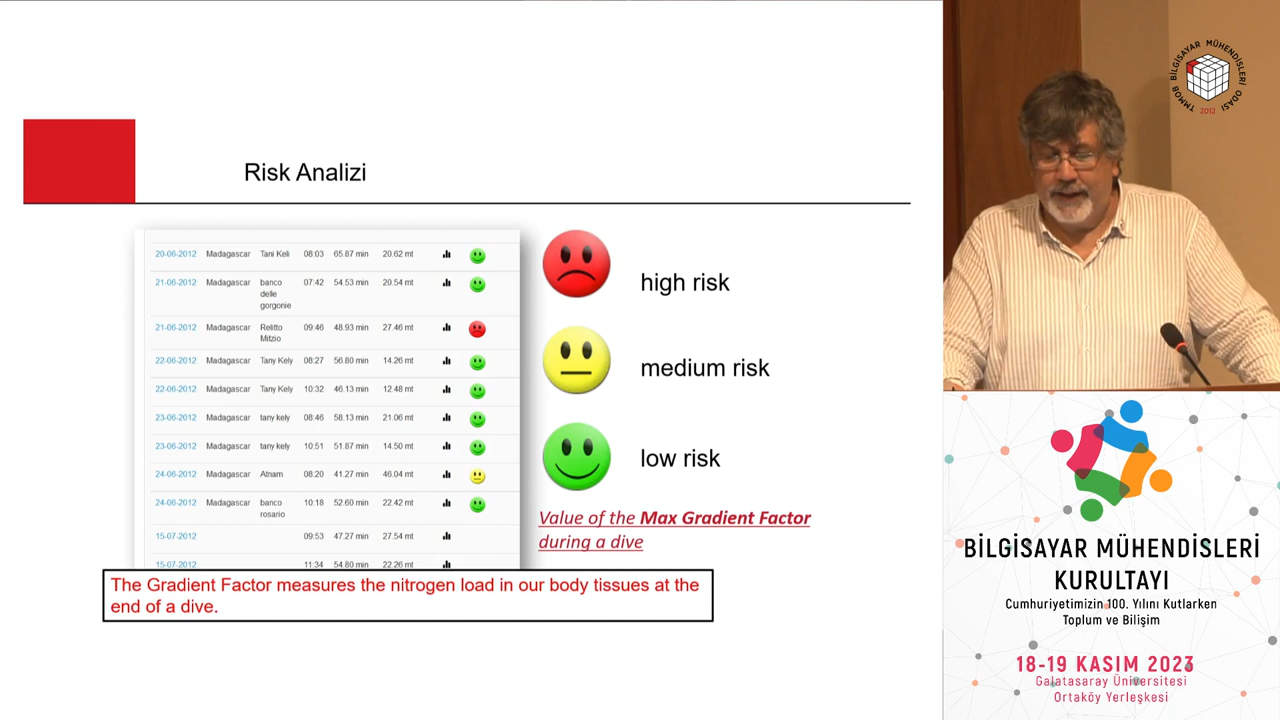 Risk Analizi
20-06-2012 Madagascar Tani Keli 08:03 65.87 min 20.62 mt
21-06-2012 Madagascar banco 07:42 54.53 min 20.54 mt
delle
gorgonie
21-06-2012 Madagascar Relitto 09:46 48.93 min 27.46 mt
Mitzio
22-06-2012 Madagascar Tany Kely 08:27 56.80 min 14.26 mt
22-06-2012 Madagascar Tany Kely 10:32 46.13 min 12.48 mt
23-06-2012 Madagascar tany kely 08:46 58.13 min 21.06 mt
23-06-2012 Madagascar tany kely 10:51 51.87 min 14.50 mt
24-06-2012 Madagascar Atnam 08:20 41.27 min 46.04 mt
24-06-2012 Madagascar banco 10:18 52.60 min 22.42 mt
rosario
15-07-2012 09:53 47.27 min 27.54 mt
15-07-2012 11:34 54.80 min 22.26 mt
high risk
medium risk
low risk
Value of the Max Gradient Factor
during a dive
The Gradient Factor measures the nitrogen load in our body tissues at the
end of a dive.
TMMOB BİLGİSAYAR MÜHENDİSLERİ ODASI
2012
BİLGİSAYAR MÜHENDİSLERİ
KURULTAYI
Cumhuriyetimizin 100. Yılını Kutlarken
Toplum ve Bilişim
18-19 KASIM 2023
Galatasaray Üniversitesi
Ortaköy Yerleşkesi